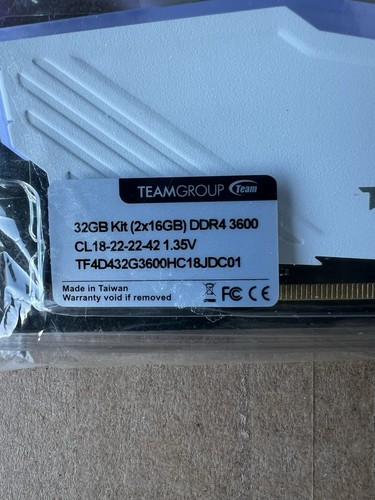 TEAMGROUP Team
32GB Kit (2x16GB) DDR4 3600
CL18-22-22-42 1.35V
TF4D432G3600HC18JDC01
Made in Taiwan
Warranty void if removed
FC CE